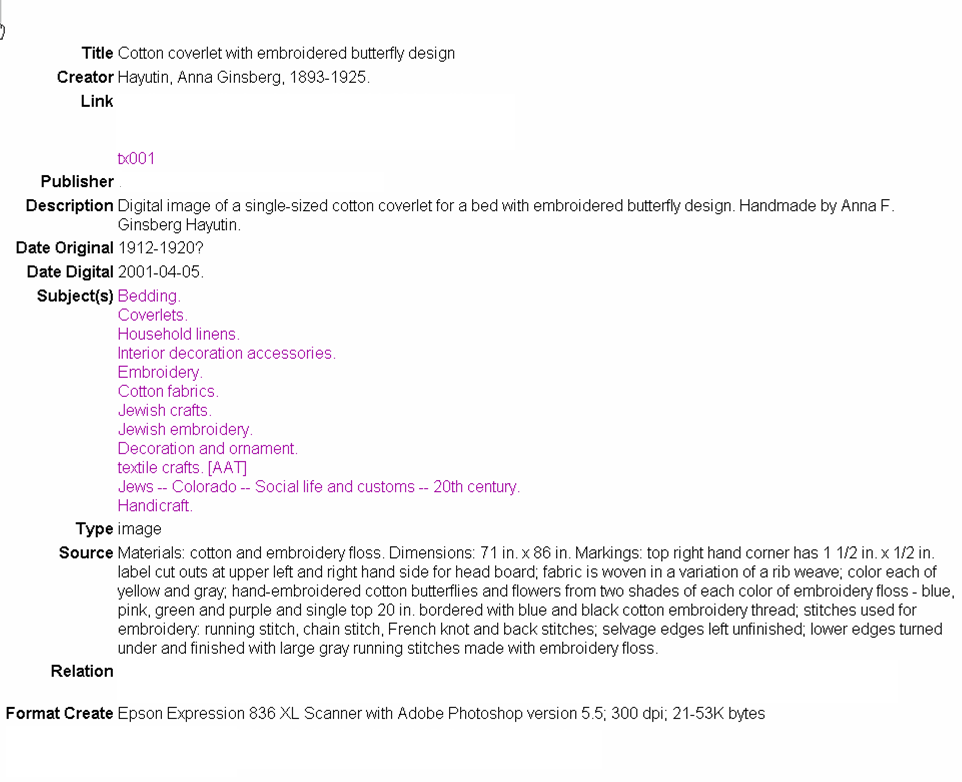 Title Cotton coverlet with embroidered butterfly design
Creator Hayutin, Anna Ginsberg, 1893-1925.
Link
tx001
Publisher .
Description Digital image of a single-sized cotton coverlet for a bed with embroidered butterfly design. Handmade by Anna F.
Ginsberg Hayutin.
Date Original 1912-1920?
Date Digital 2001-04-05.
Subject(s) Bedding.
Coverlets.
Household linens.
Interior decoration accessories.
Embroidery.
Cotton fabrics.
Jewish crafts.
Jewish embroidery.
Decoration and ornament.
textile crafts. [AAT]
Jews -- Colorado -- Social life and customs -- 20th century.
Handicraft.
Type image
Source Materials: cotton and embroidery floss. Dimensions: 71 in. x 86 in. Markings: top right hand corner has 1 1/2 in. x 1/2 in.
label cut outs at upper left and right hand side for head board; fabric is woven in a variation of a rib weave; color each of
yellow and gray; hand-embroidered cotton butterflies and flowers from two shades of each color of embroidery floss - blue,
pink, green and purple and single top 20 in. bordered with blue and black cotton embroidery thread; stitches used for
embroidery: running stitch, chain stitch, French knot and back stitches; selvage edges left unfinished; lower edges turned
under and finished with large gray running stitches made with embroidery floss.
Relation
Format Create Epson Expression 836 XL Scanner with Adobe Photoshop version 5.5; 300 dpi; 21-53K bytes